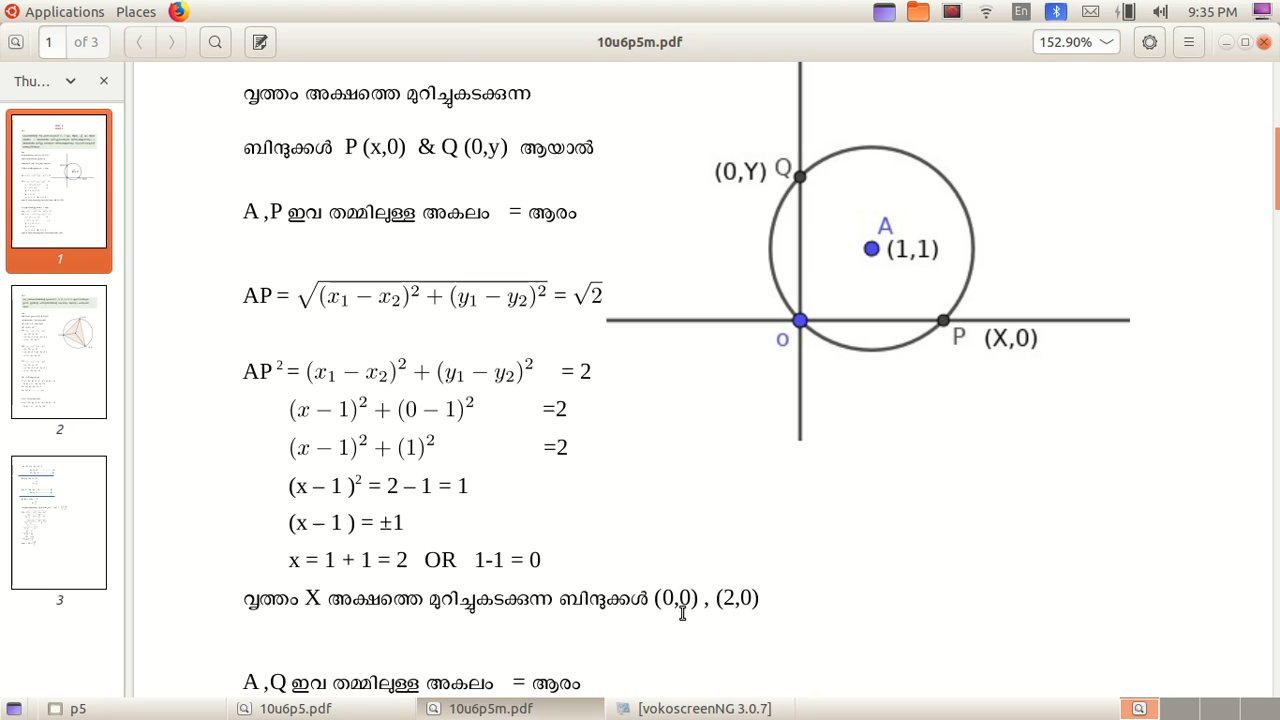 Applications Places En 9:35 PM
1 of 3 10u6p5m.pdf 152.90%
Thu...
1
2
3
വൃത്തം അക്ഷത്തെ മുറിച്ചുകടക്കുന്ന
ബിന്ദുക്കൾ P (x,0) & Q (0,y) ആയാൽ
A ,P ഇവ തമ്മിലുള്ള അകലം = ആരം
AP = √(x₁ − x₂)² + (y₁ − y₂)² = √2
AP ² = (x₁ − x₂)² + (y₁ − y₂)² = 2
(x − 1)² + (0 − 1)² =2
(x − 1)² + (1)² =2
(x – 1 )² = 2 – 1 = 1
(x – 1 ) = ±1
x = 1 + 1 = 2 OR 1-1 = 0
വൃത്തം X അക്ഷത്തെ മുറിച്ചുകടക്കുന്ന ബിന്ദുക്കൾ (0,0) , (2,0)
A ,Q ഇവ തമ്മിലുള്ള അകലം = ആരം
(0,Y) Q
A
(1,1)
o P (X,0)
p5 10u6p5.pdf 10u6p5m.pdf [vokoscreenNG 3.0.7]